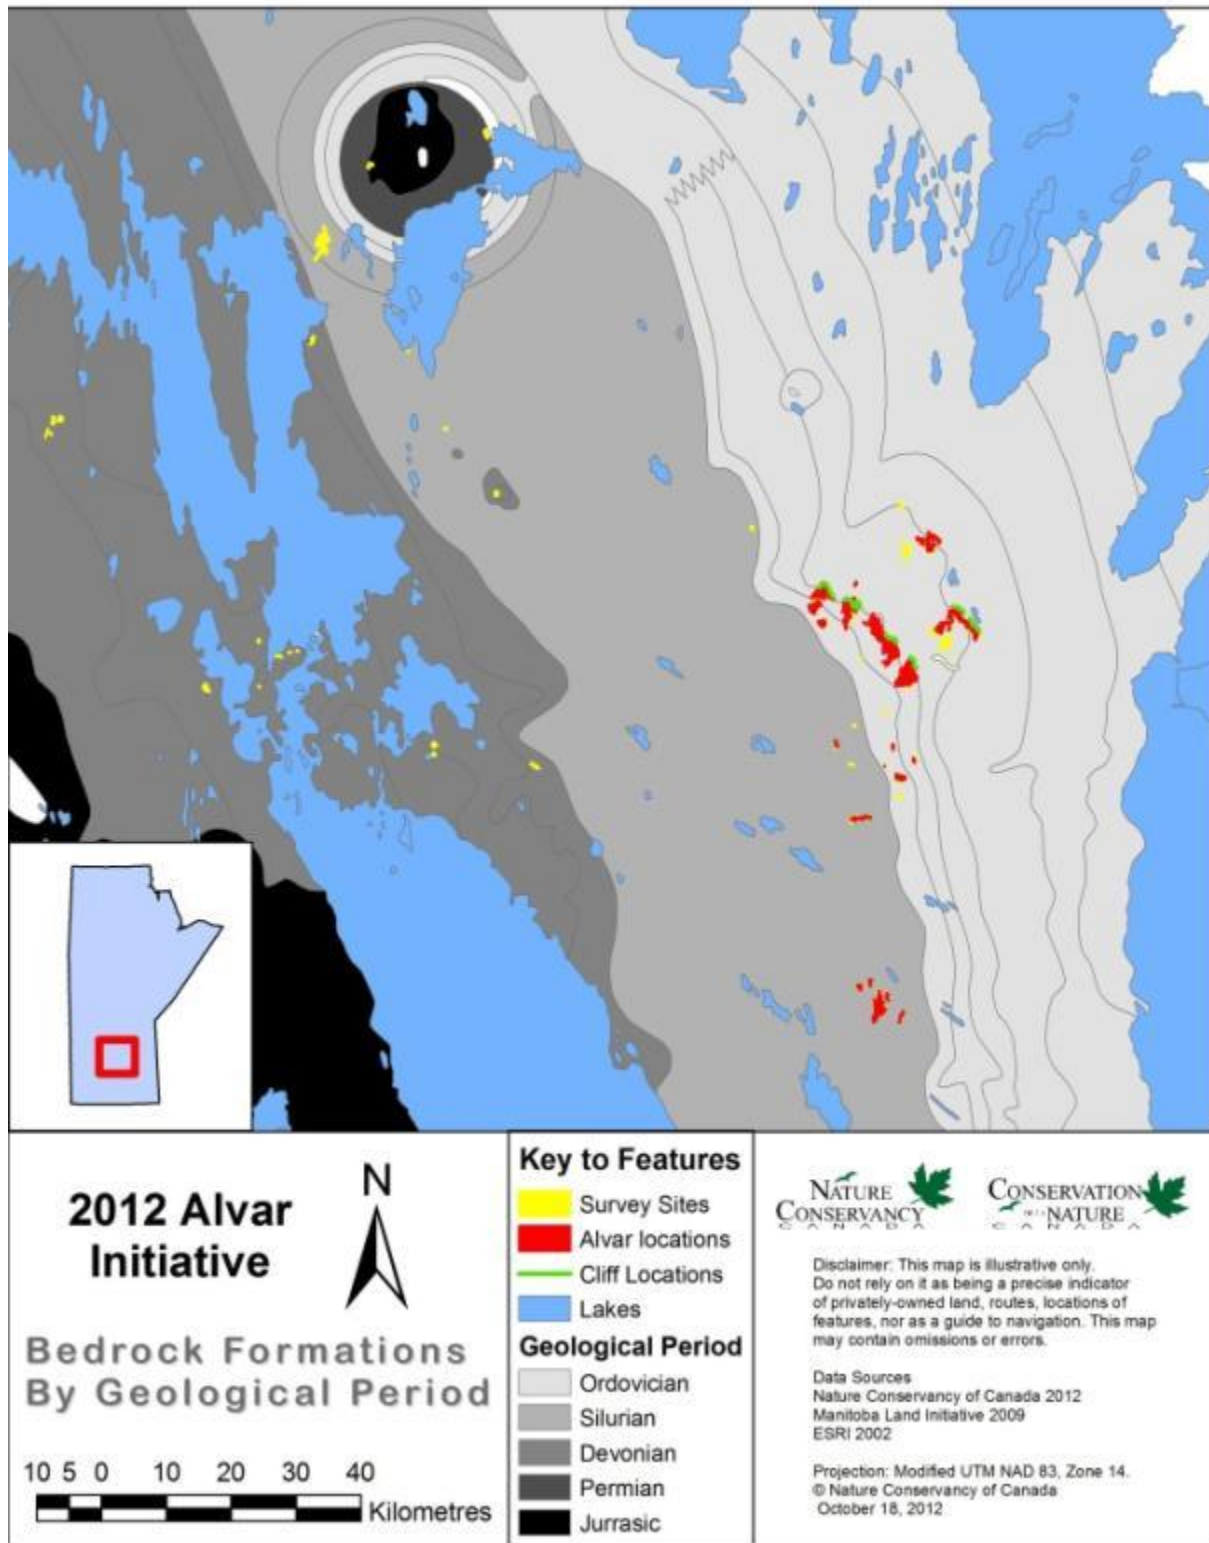 2012 Alvar
Initiative
N
Bedrock Formations
By Geological Period
10 5 0 10 20 30 40
Kilometres
Key to Features
Survey Sites
Alvar locations
Cliff Locations
Lakes
Geological Period
Ordovician
Silurian
Devonian
Permian
Jurrasic
NATURE
CONSERVANCY
CONSERVATION
NATURE
Disclaimer: This map is illustrative only.
Do not rely on it as being a precise indicator
of privately-owned land, routes, locations of
features, nor as a guide to navigation. This map
may contain omissions or errors.
Data Sources
Nature Conservancy of Canada 2012
Manitoba Land Initiative 2009
ESRI 2002
Projection: Modified UTM NAD 83, Zone 14.
© Nature Conservancy of Canada
October 18, 2012